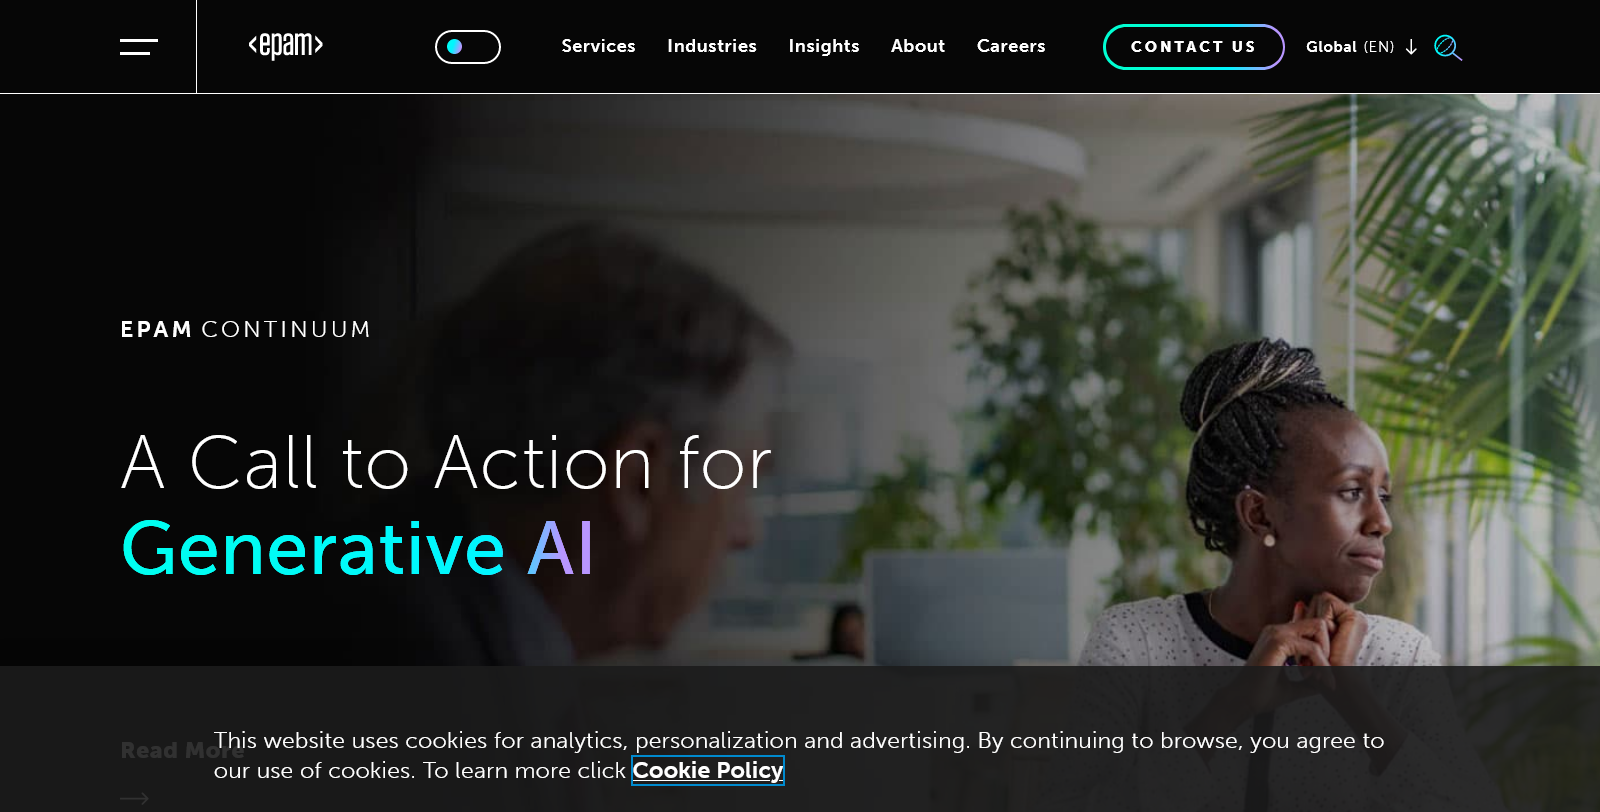 <epam>
Services
Industries
Insights
About
Careers
CONTACT US
Global (EN)
EPAM CONTINUUM
A Call to Action for
Generative AI
Read More
This website uses cookies for analytics, personalization and advertising. By continuing to browse, you agree to
our use of cookies. To learn more click Cookie Policy